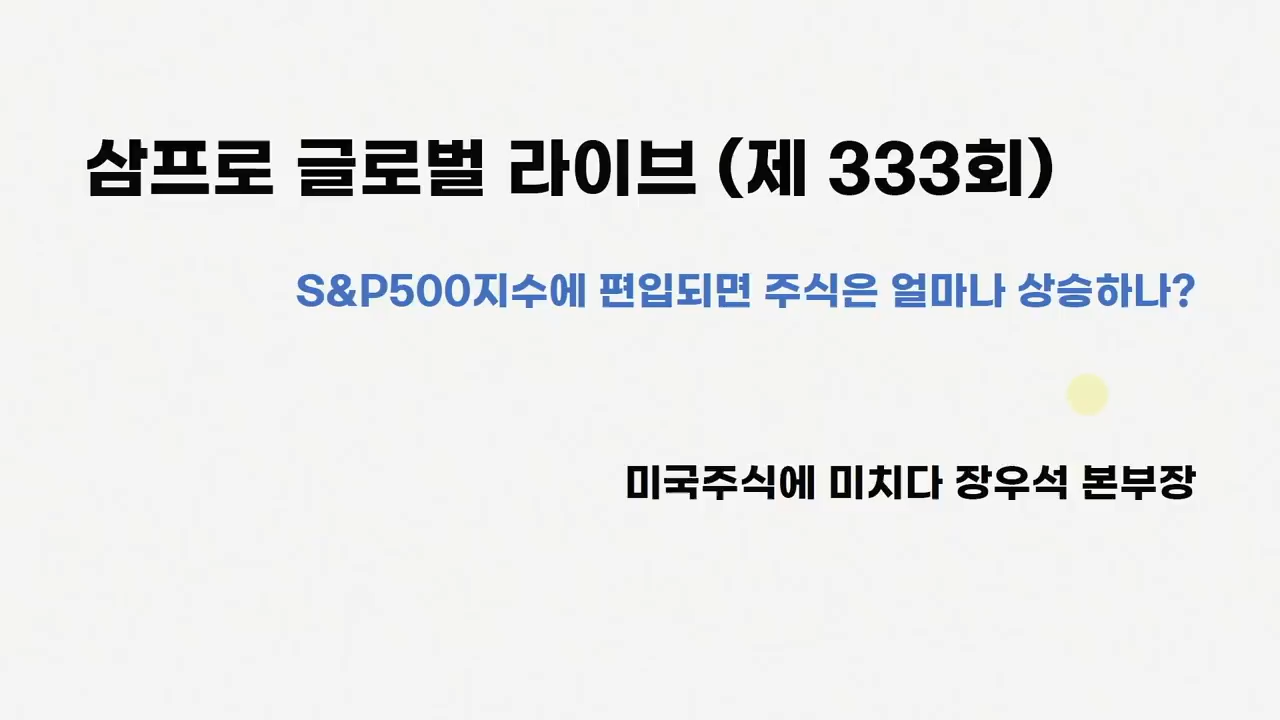 삼프로 글로벌 라이브 (제 333회)
S&P500지수에 편입되면 주식은 얼마나 상승하나?
미국주식에 미치다 장우석 본부장